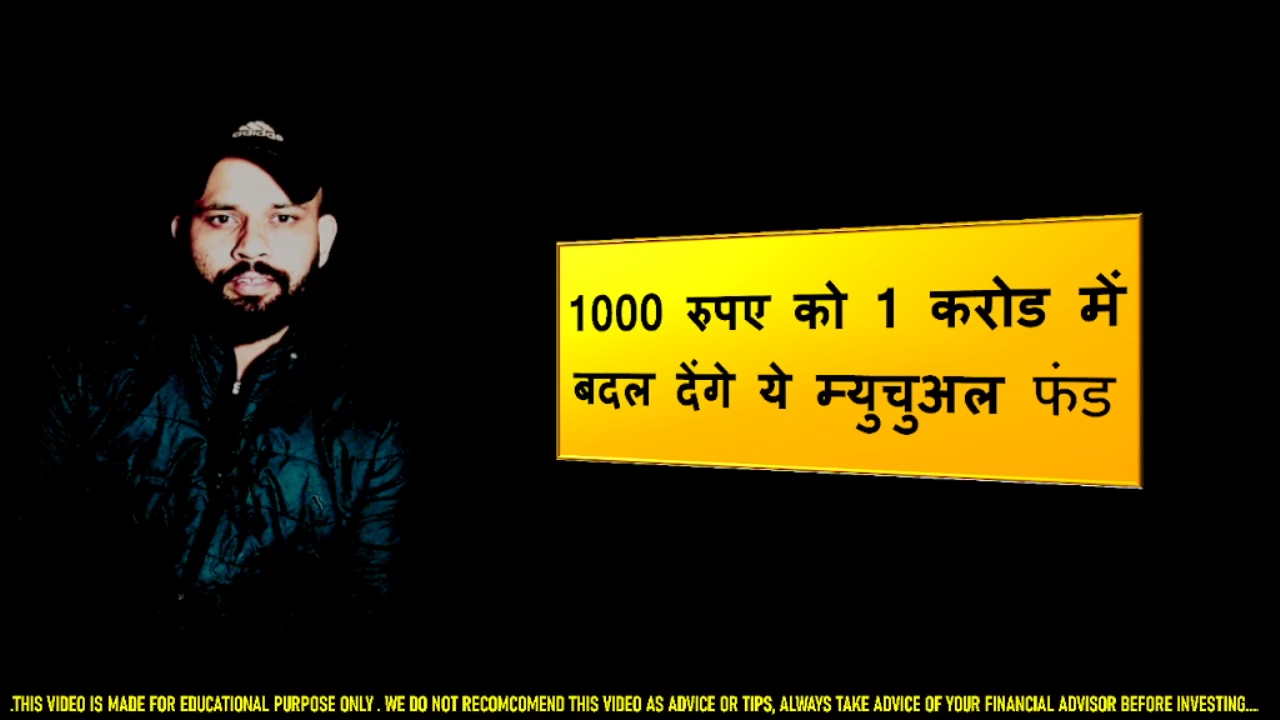 adidas
1000 रुपए को 1 करोड में
बदल देंगे ये म्युचुअल फंड
.THIS VIDEO IS MADE FOR EDUCATIONAL PURPOSE ONLY . WE DO NOT RECOMCOMEND THIS VIDEO AS ADVICE OR TIPS, ALWAYS TAKE ADVICE OF YOUR FINANCIAL ADVISOR BEFORE INVESTING....